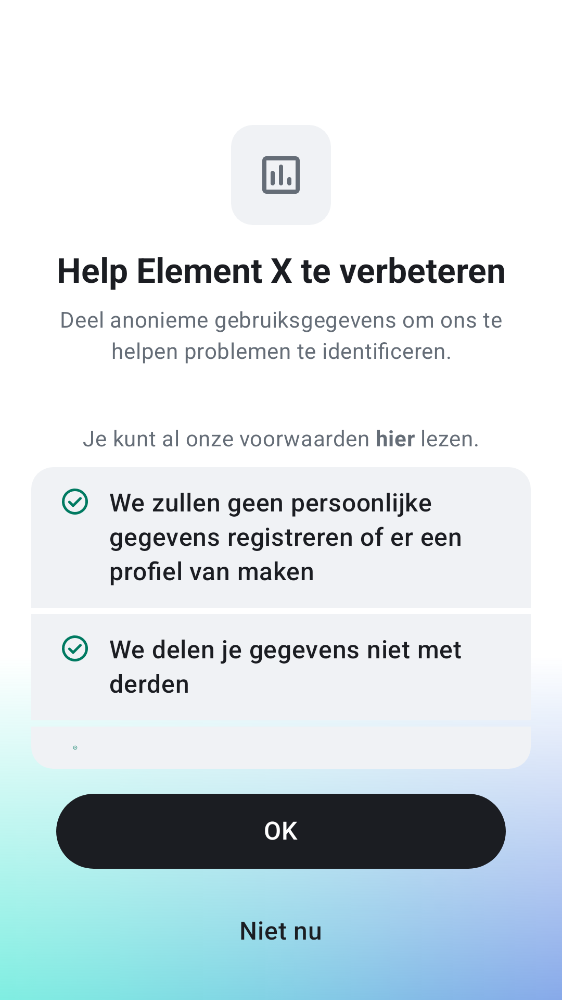 Help Element X te verbeteren
Deel anonieme gebruiksgegevens om ons te
helpen problemen te identificeren.
Je kunt al onze voorwaarden hier lezen.
We zullen geen persoonlijke
gegevens registreren of er een
profiel van maken
We delen je gegevens niet met
derden
OK
Niet nu